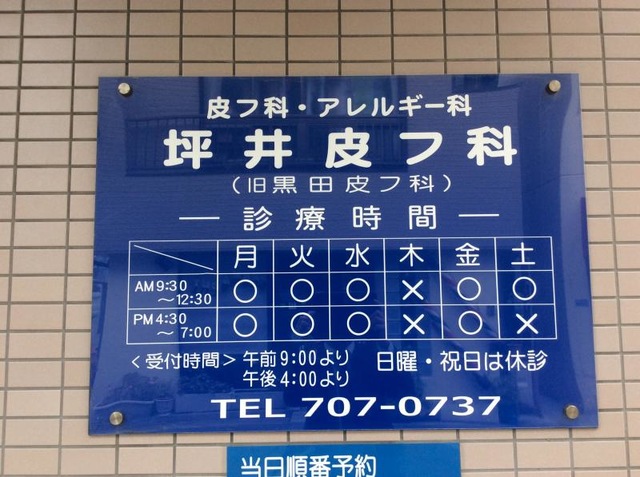 皮フ科・アレルギー科
坪井皮フ科
(旧黒田皮フ科)
診療時間
月 火 水 木 金 土
AM9:30～12:30 ○ ○ ○ × ○ ○
PM4:30～7:00 ○ ○ ○ × ○ ×
<受付時間> 午前9:00より 日曜・祝日は休診
午後4:00より
TEL 707-0737
当日順番予約